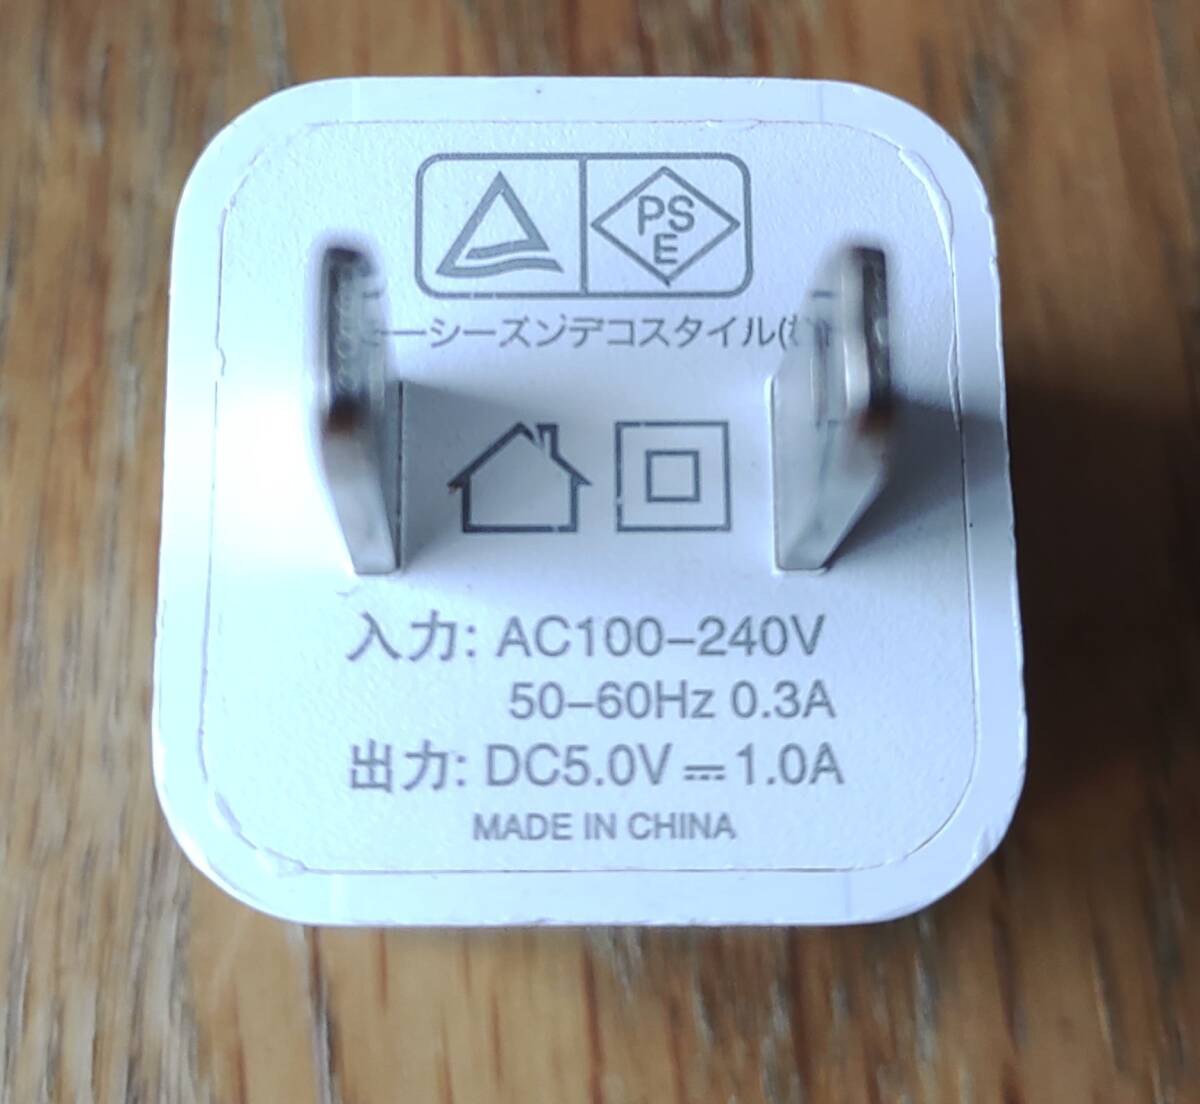 PS
E
ーシーズンデコスタイル(
入力: AC100–240V
50–60Hz 0.3A
出力: DC5.0V⎓1.0A
MADE IN CHINA